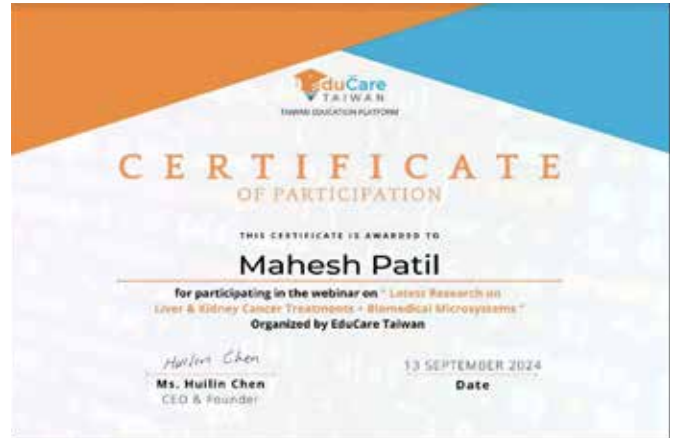 EduCare
TAIWAN
TAIWAN EDUCATION PLATFORM
CERTIFICATE
OF PARTICIPATION
THIS CERTIFICATE IS AWARDED TO
Mahesh Patil
for participating in the webinar on " Latest Research on
Liver & Kidney Cancer Treatments + Biomedical Microsystems "
Organized by EduCare Taiwan
Huilin Chen
13 SEPTEMBER 2024
Ms. Huilin Chen
Date
CEO & Founder